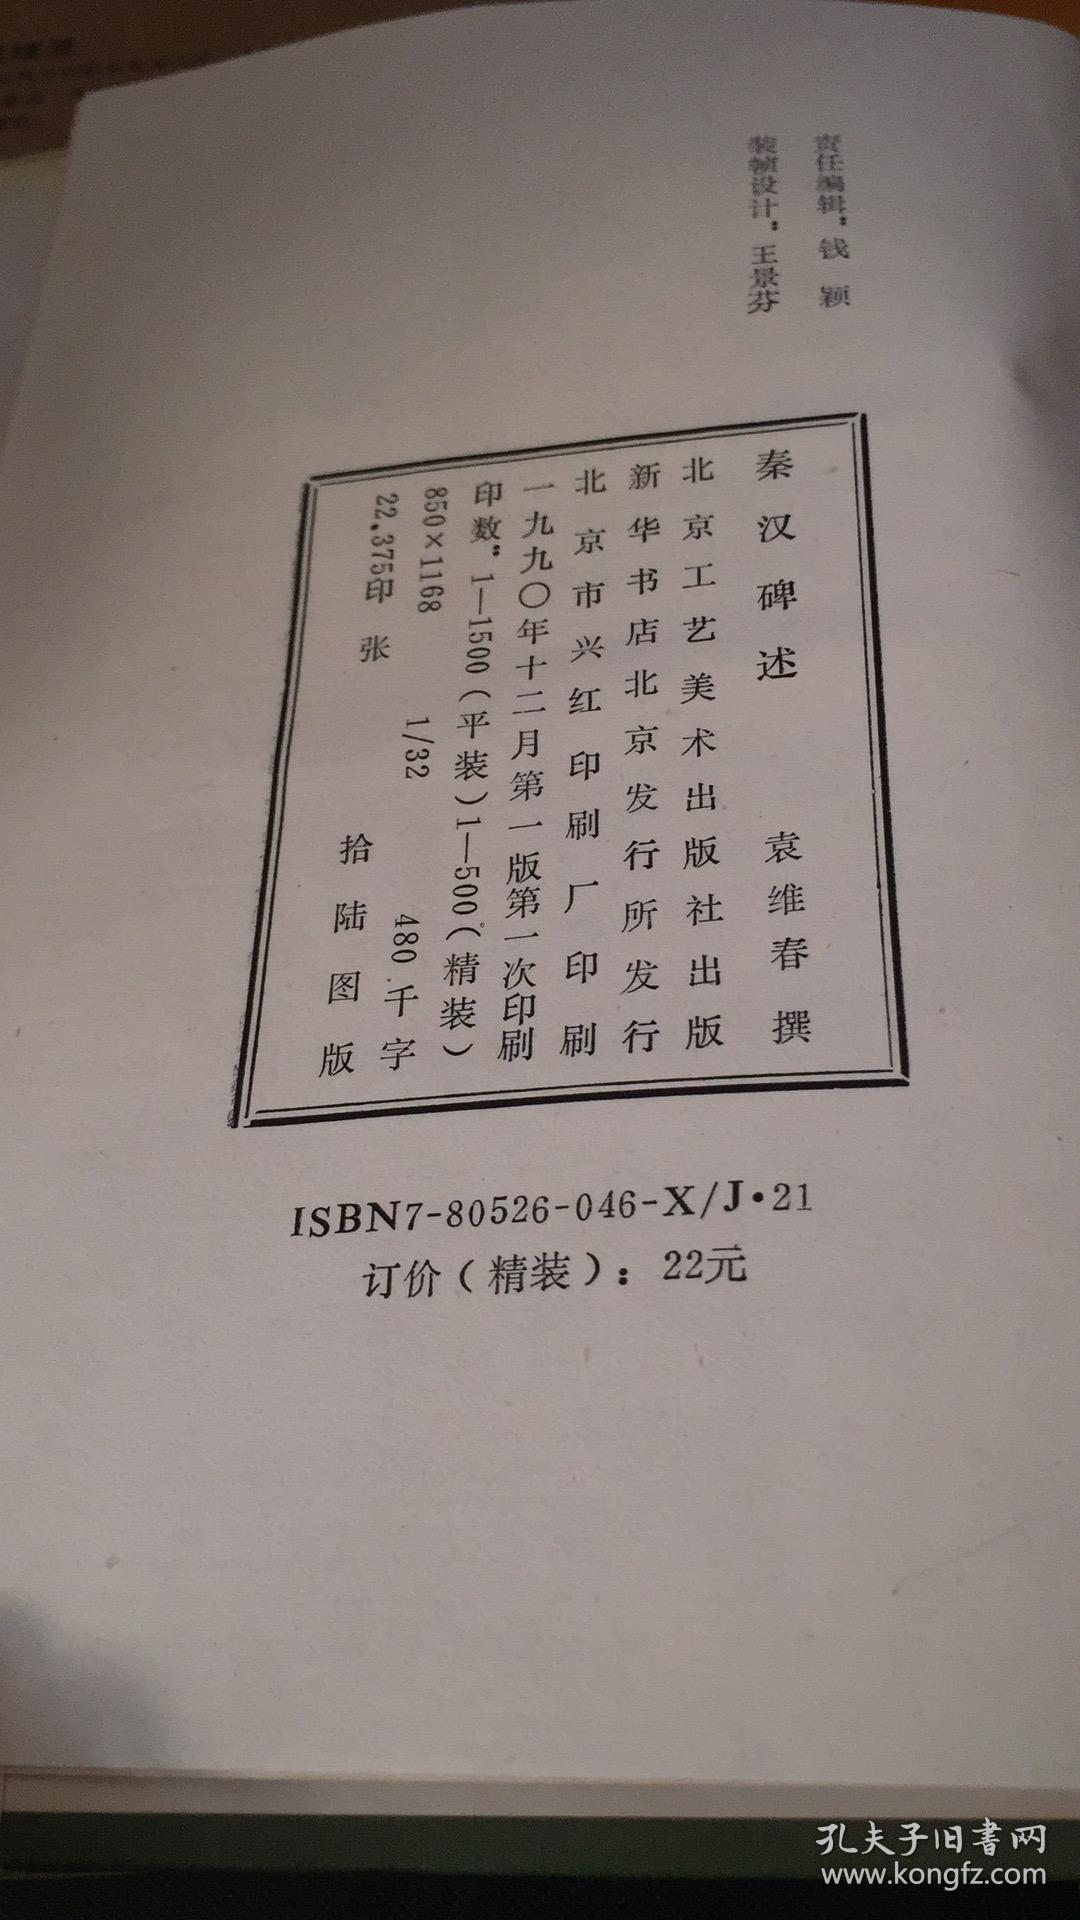 责任编辑：钱 颖
装帧设计：王景芬
秦汉碑述 袁维春 撰
北京工艺美术出版社出版
新华书店北京发行所发行
北京市兴红印刷厂印刷
一九九〇年十二月第一版第一次印刷
印数：1—1500（平装）1—500（精装）
850×1168 1/32 480千字
22.375印张 拾陆图版
ISBN7-80526-046-X/J·21
订价（精装）：22元
孔夫子旧书网
www.kongfz.com